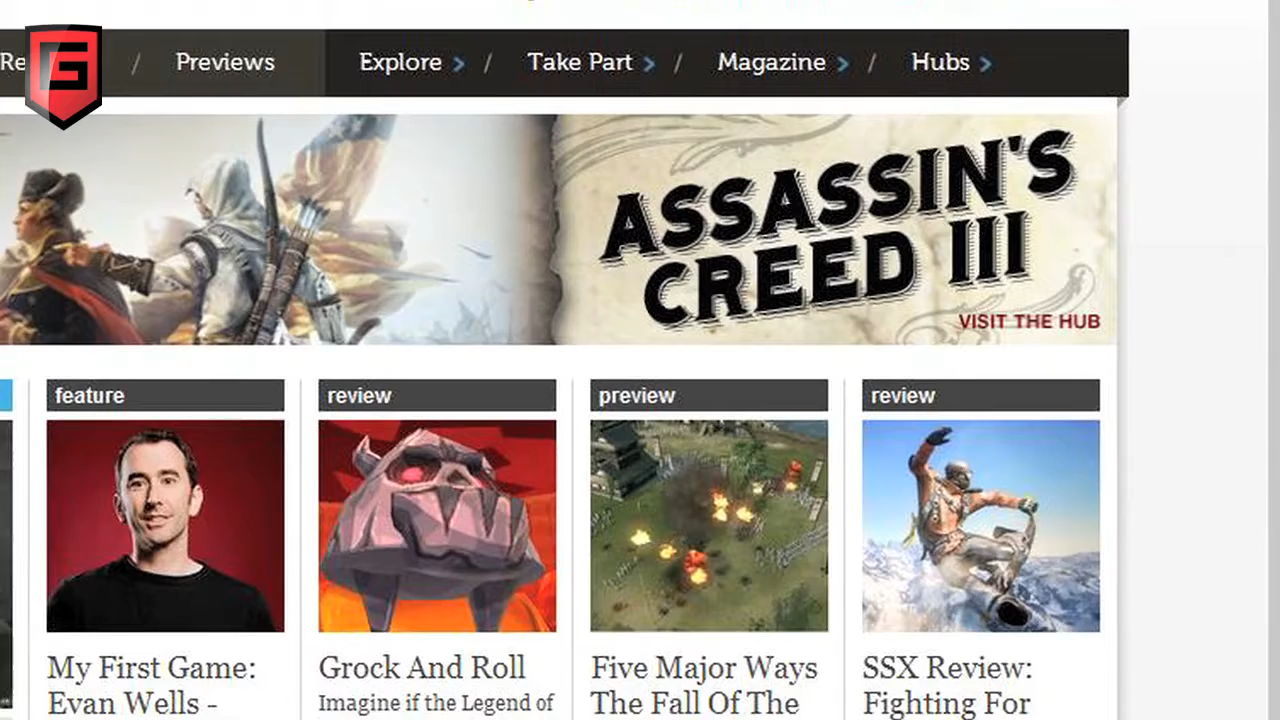 Re / Previews Explore / Take Part / Magazine / Hubs
G
ASSASSIN'S
CREED III
VISIT THE HUB
feature
review
preview
review
My First Game:
Evan Wells -
Grock And Roll
Imagine if the Legend of
Five Major Ways
The Fall Of The
SSX Review:
Fighting For